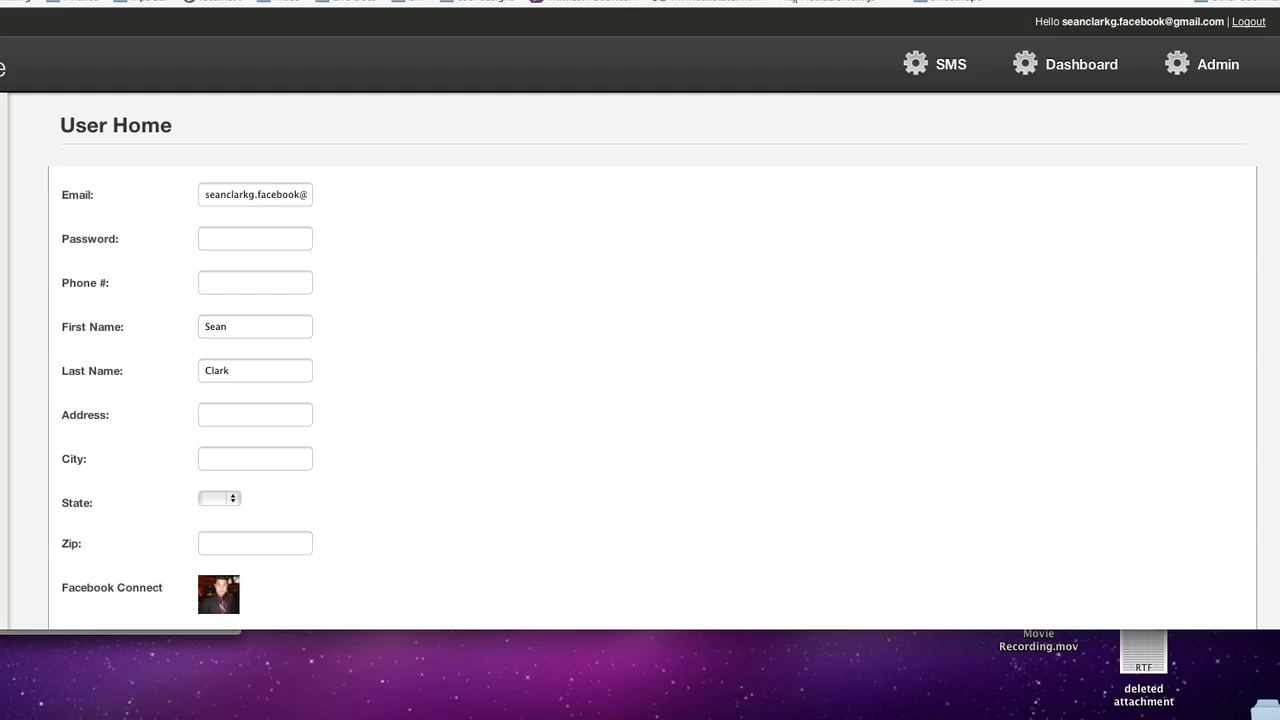 Hello seanclarkg.facebook@gmail.com | Logout
e
SMS
Dashboard
Admin
User Home
Email:
seanclarkg.facebook@
Password:
Phone #:
First Name:
Sean
Last Name:
Clark
Address:
City:
State:
Zip:
Facebook Connect
Movie
Recording.mov
RTF
deleted
attachment